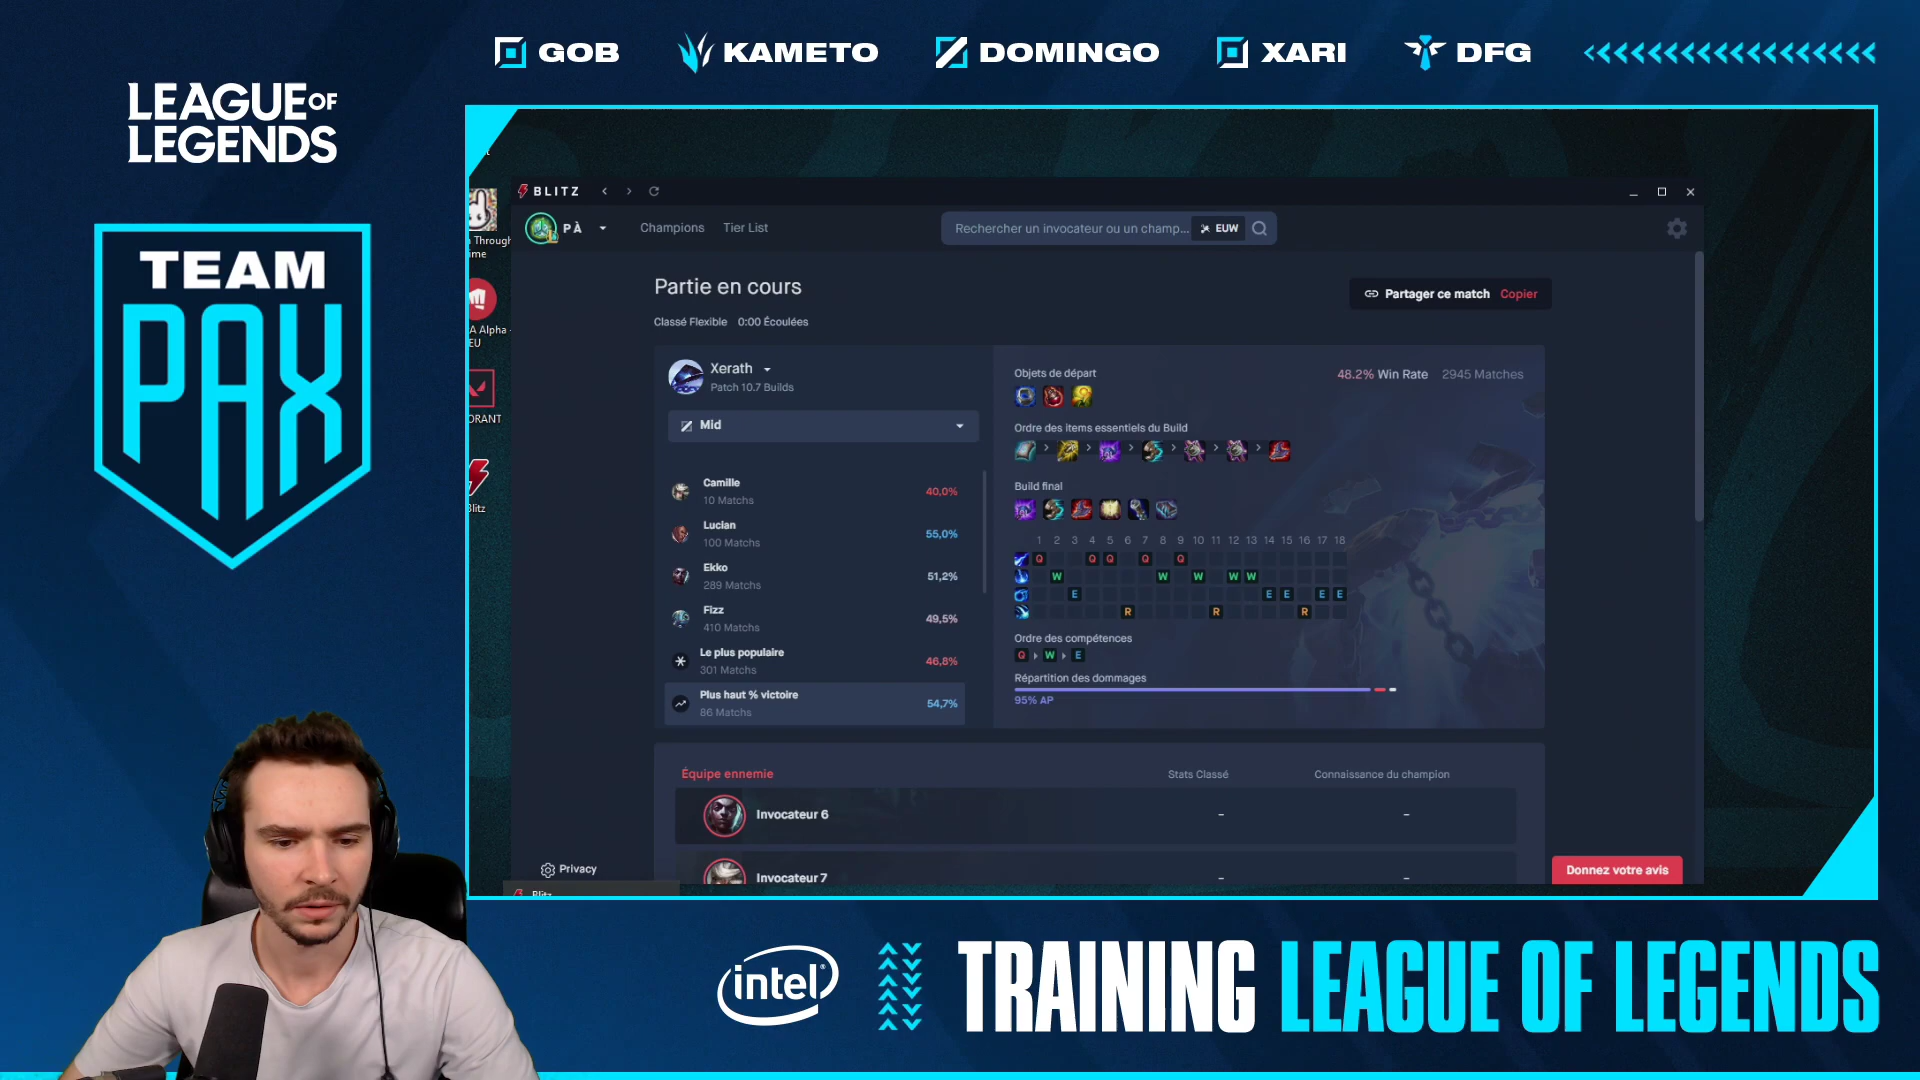 GOB KAMETO DOMINGO XARI DFG
LEAGUE OF
LEGENDS
TEAM
PAX
BLITZ
PÀ Champions Tier List Rechercher un invocateur ou un champ... EUW
Through
ime
A Alpha -
EU
ORANT
Blitz
Partie en cours
Classé Flexible 0:00 Écoulées
Partager ce match Copier
Xerath
Patch 10.7 Builds
Mid
Camille
10 Matchs
40,0%
Lucian
100 Matchs
55,0%
Ekko
289 Matchs
51,2%
Fizz
410 Matchs
49,5%
Le plus populaire
301 Matchs
46,8%
Plus haut % victoire
86 Matchs
54,7%
Objets de départ
48.2% Win Rate 2945 Matches
Ordre des items essentiels du Build
Build final
1 2 3 4 5 6 7 8 9 10 11 12 13 14 15 16 17 18
Q Q Q Q Q
W W W W W
E E E E E
R R R
Ordre des compétences
Q W E
Répartition des dommages
95% AP
Équipe ennemie Stats Classé Connaissance du champion
Invocateur 6 – –
Invocateur 7 – –
Privacy
Donnez votre avis
Blitz
intel TRAINING LEAGUE OF LEGENDS